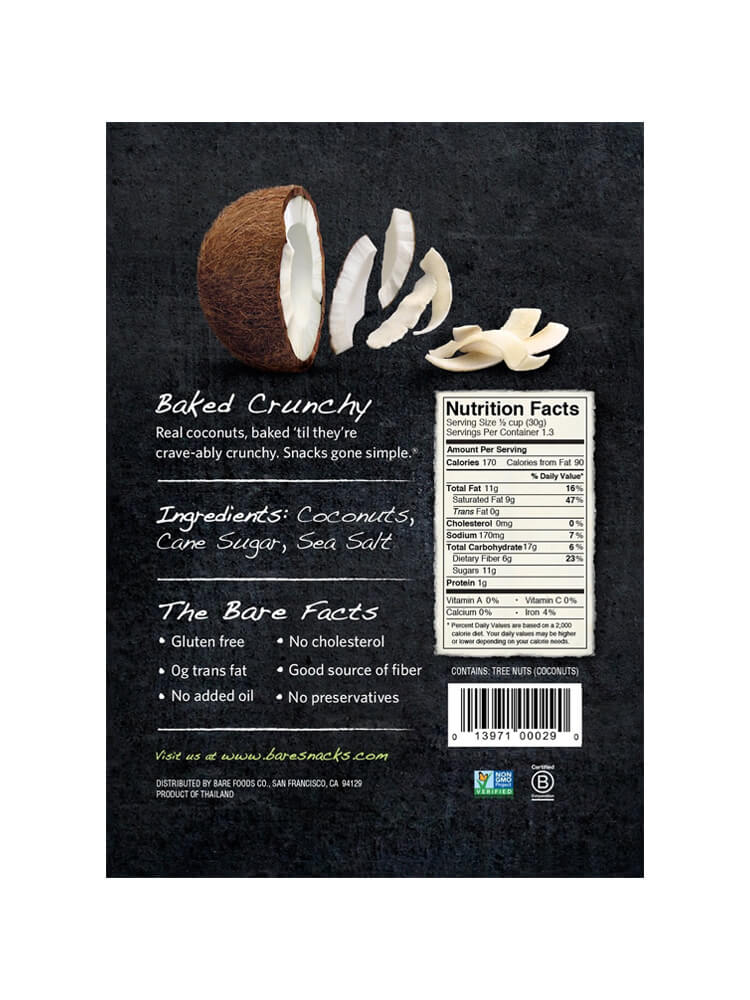 Baked Crunchy
Real coconuts, baked 'til they're
crave-ably crunchy. Snacks gone simple.®
Ingredients: Coconuts,
Cane Sugar, Sea Salt
The Bare Facts
• Gluten free
• No cholesterol
• 0g trans fat
• Good source of fiber
• No added oil
• No preservatives
Visit us at www.baresnacks.com
DISTRIBUTED BY BARE FOODS CO., SAN FRANCISCO, CA 94129
PRODUCT OF THAILAND
Nutrition Facts
Serving Size ½ cup (30g)
Servings Per Container 1.3
Amount Per Serving
Calories 170 Calories from Fat 90
% Daily Value*
Total Fat 11g 16%
Saturated Fat 9g 47%
Trans Fat 0g
Cholesterol 0mg 0%
Sodium 170mg 7%
Total Carbohydrate 17g 6%
Dietary Fiber 6g 23%
Sugars 11g
Protein 1g
Vitamin A 0% • Vitamin C 0%
Calcium 0% • Iron 4%
* Percent Daily Values are based on a 2,000
calorie diet. Your daily values may be higher
or lower depending on your calorie needs.
CONTAINS: TREE NUTS (COCONUTS)
0 13971 00029 0
NON
GMO
Project
VERIFIED
Certified
B
Corporation